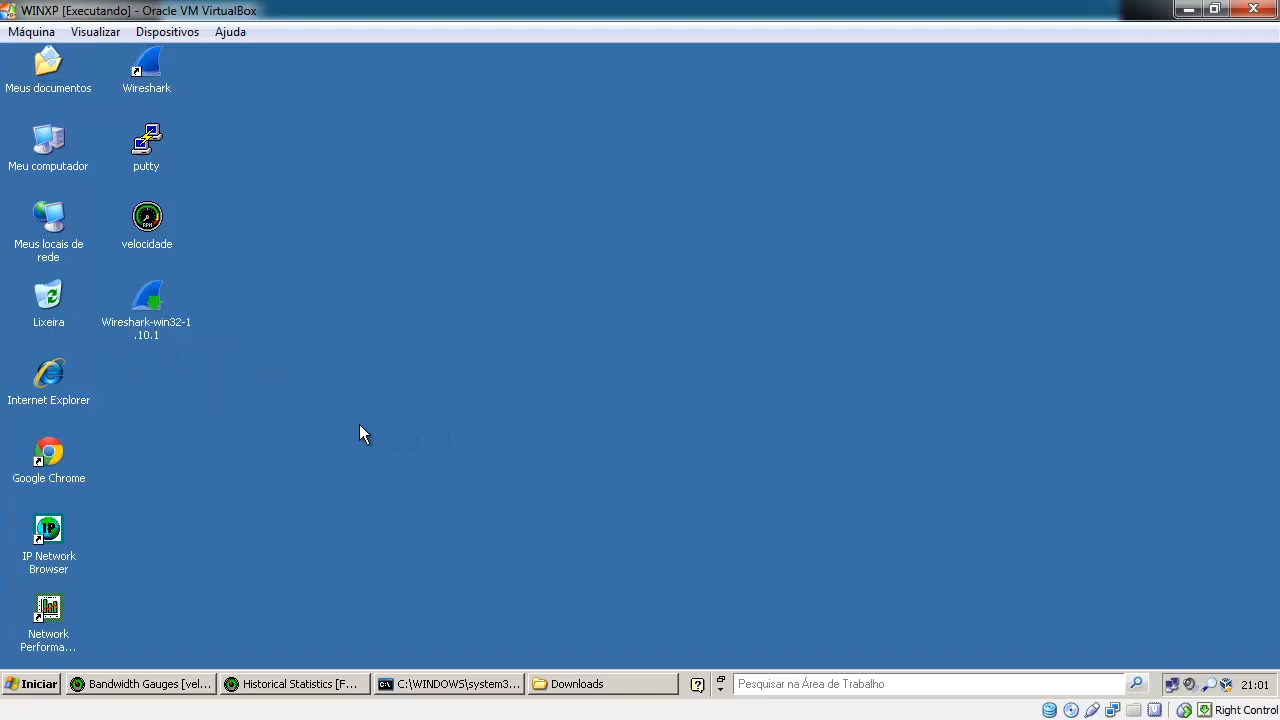 WINXP [Executando] - Oracle VM VirtualBox
Máquina Visualizar Dispositivos Ajuda
Meus documentos
Wireshark
Meu computador
putty
Meus locais de
rede
velocidade
Lixeira
Wireshark-win32-1
.10.1
Internet Explorer
Google Chrome
IP Network
Browser
Network
Performa...
Iniciar
Bandwidth Gauges [vel...
Historical Statistics [F...
C:\WINDOWS\system3...
Downloads
Pesquisar na Área de Trabalho
21:01
Right Control